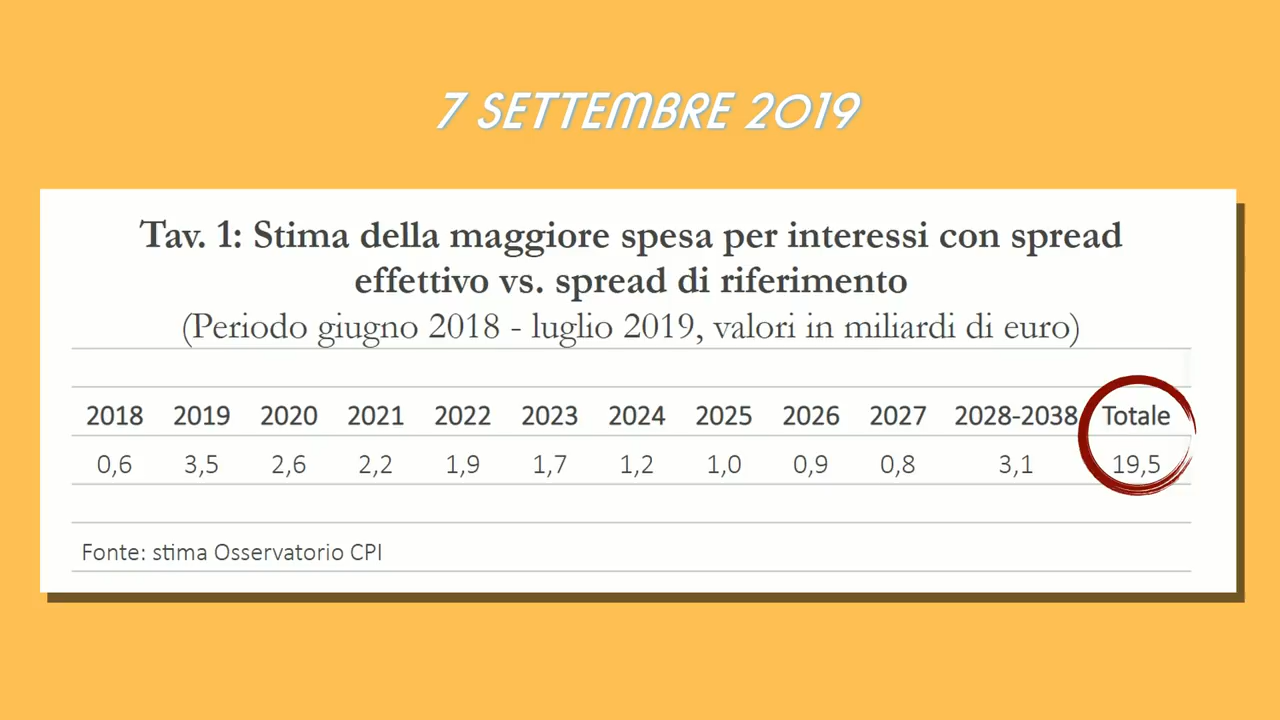 7 SETTEMBRE 2019
Tav. 1: Stima della maggiore spesa per interessi con spread
effettivo vs. spread di riferimento
(Periodo giugno 2018 - luglio 2019, valori in miliardi di euro)
2018 2019 2020 2021 2022 2023 2024 2025 2026 2027 2028-2038 Totale
0,6 3,5 2,6 2,2 1,9 1,7 1,2 1,0 0,9 0,8 3,1 19,5
Fonte: stima Osservatorio CPI